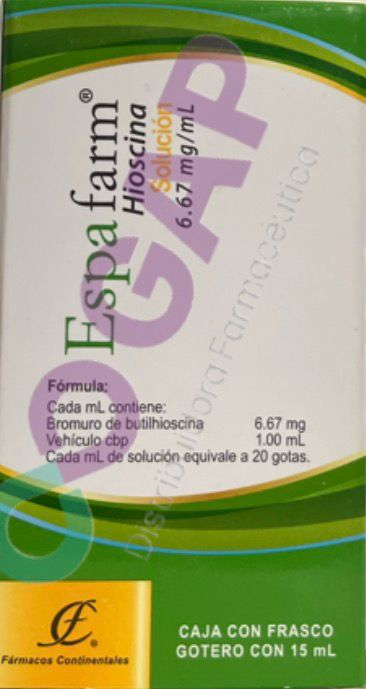 Espafarm®
Hioscina
Solución
6.67 mg/mL
Fórmula:
Cada mL contiene:
Bromuro de butilhioscina 6.67 mg
Vehículo cbp 1.00 mL
Cada mL de solución equivale a 20 gotas.
GAP
Distribuidora Farmacéutica
Fármacos Continentales
CAJA CON FRASCO
GOTERO CON 15 mL